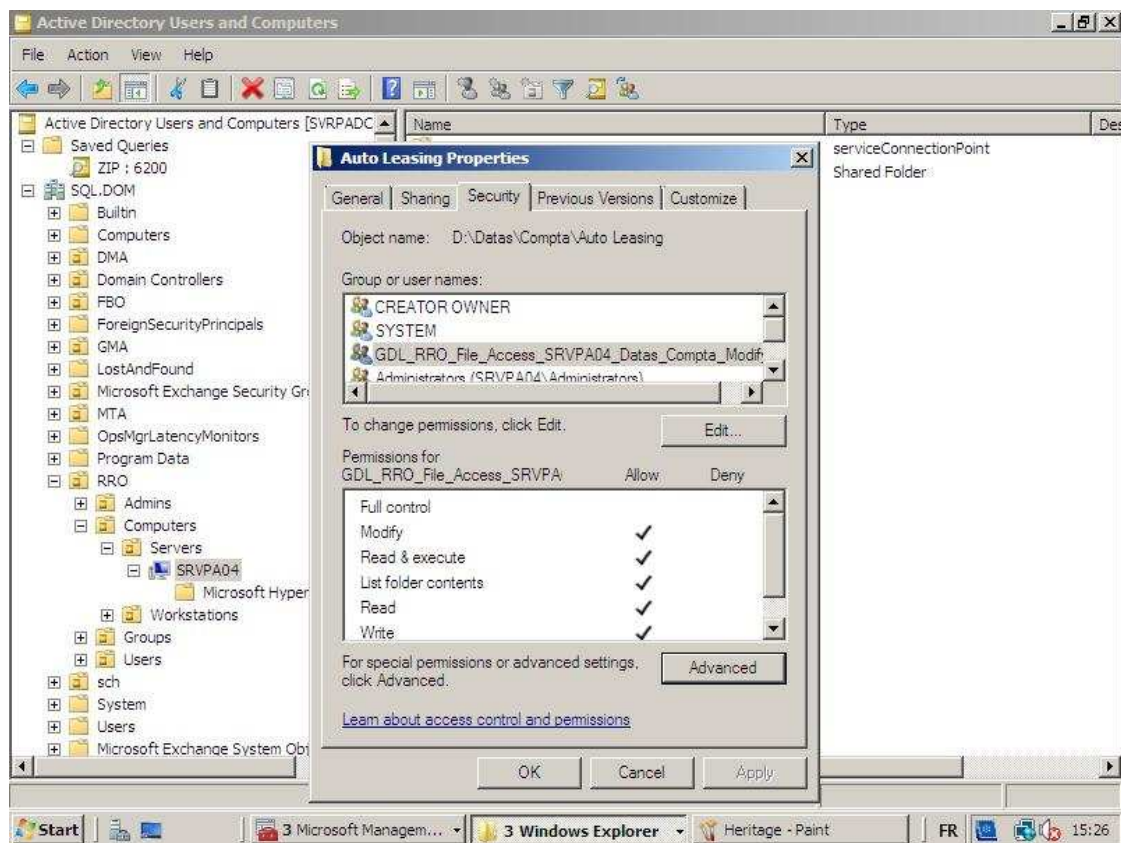 Active Directory Users and Computers
File Action View Help
Active Directory Users and Computers [SVRPADC
Saved Queries
ZIP : 6200
SQL.DOM
Builtin
Computers
DMA
Domain Controllers
FBO
ForeignSecurityPrincipals
GMA
LostAndFound
Microsoft Exchange Security Gr
MTA
OpsMgrLatencyMonitors
Program Data
RRO
Admins
Computers
Servers
SRVPA04
Microsoft Hyper
Workstations
Groups
Users
sch
System
Users
Microsoft Exchange System Obj
Name Type Des
serviceConnectionPoint
Shared Folder
Auto Leasing Properties
General Sharing Security Previous Versions Customize
Object name: D:\Datas\Compta\Auto Leasing
Group or user names:
CREATOR OWNER
SYSTEM
GDL_RRO_File_Access_SRVPA04_Datas_Compta_Modif
Administrators (SRVPA04\Administrators)
To change permissions, click Edit. Edit...
Permissions for
GDL_RRO_File_Access_SRVPA Allow Deny
Full control
Modify
Read & execute
List folder contents
Read
Write
For special permissions or advanced settings,
click Advanced. Advanced
Learn about access control and permissions
OK Cancel Apply
Start 3 Microsoft Managem... 3 Windows Explorer Heritage - Paint FR 15:26